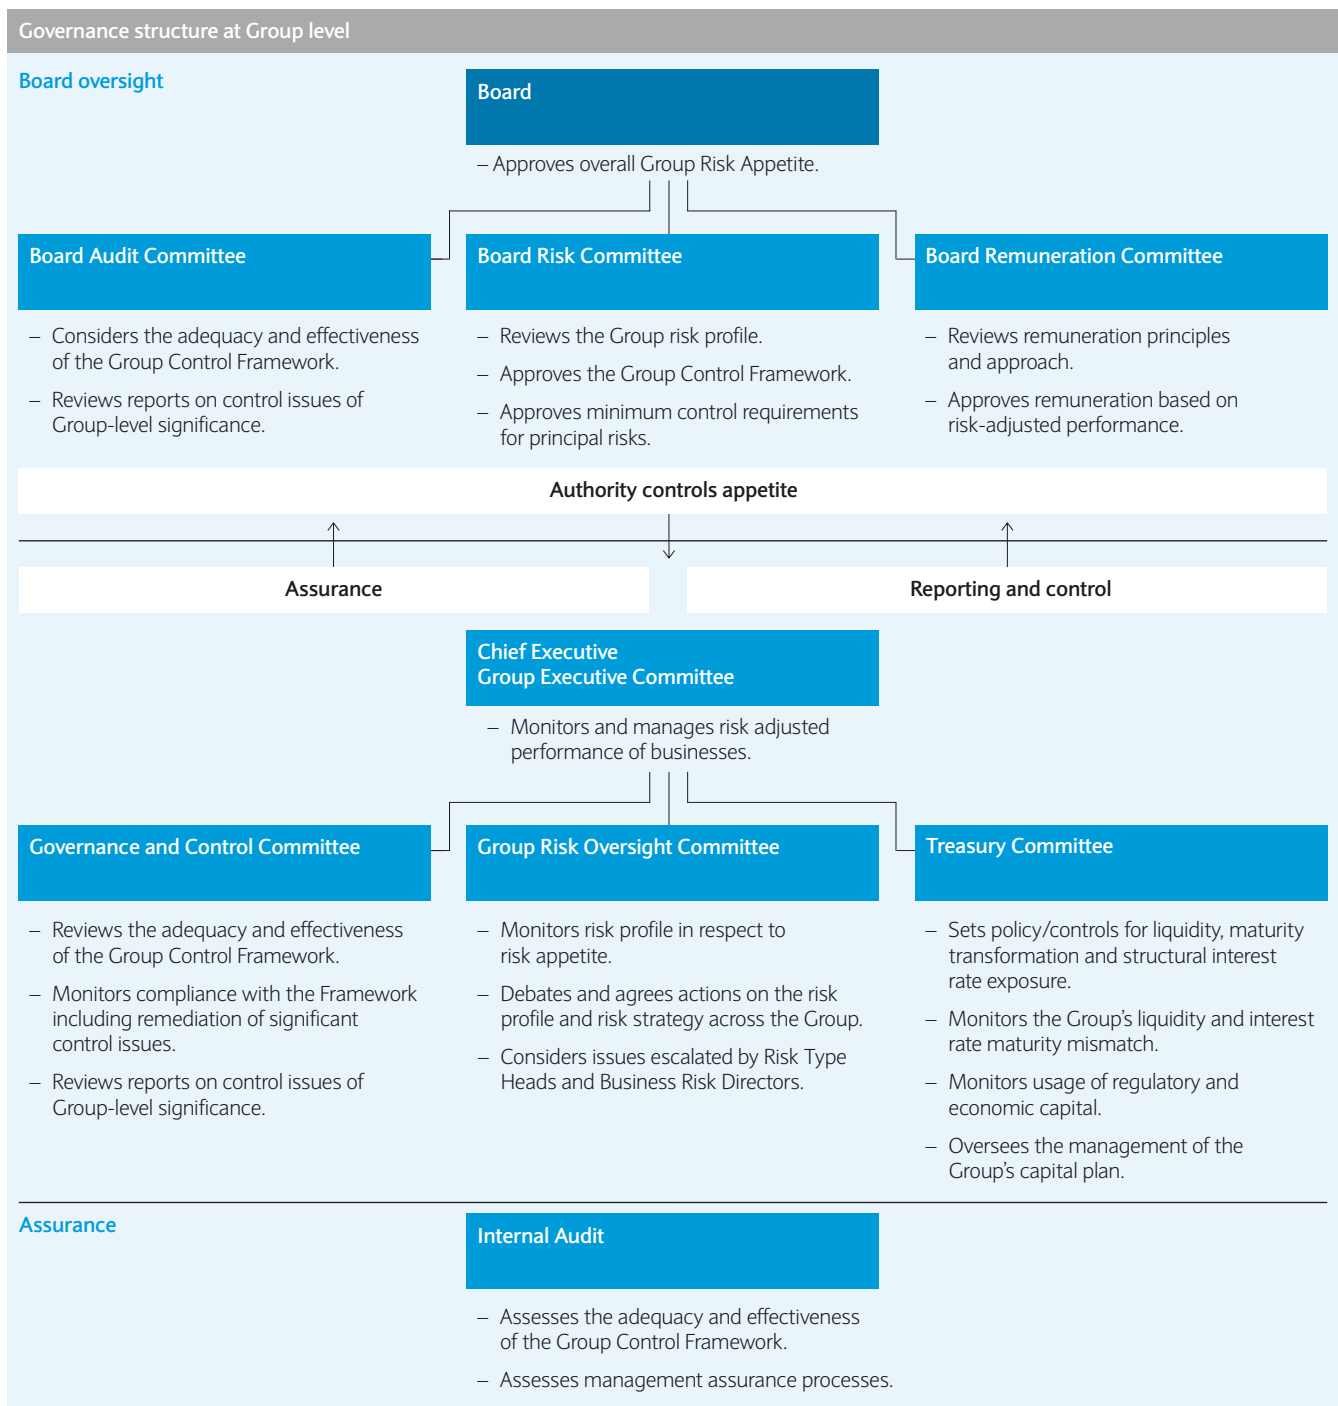 Governance structure at Group level
Board oversight
Board
– Approves overall Group Risk Appetite.
Board Audit Committee
– Considers the adequacy and effectiveness
of the Group Control Framework.
– Reviews reports on control issues of
Group-level significance.
Board Risk Committee
– Reviews the Group risk profile.
– Approves the Group Control Framework.
– Approves minimum control requirements
for principal risks.
Board Remuneration Committee
– Reviews remuneration principles
and approach.
– Approves remuneration based on
risk-adjusted performance.
Authority controls appetite
Assurance
Reporting and control
Chief Executive
Group Executive Committee
– Monitors and manages risk adjusted
performance of businesses.
Governance and Control Committee
– Reviews the adequacy and effectiveness
of the Group Control Framework.
– Monitors compliance with the Framework
including remediation of significant
control issues.
– Reviews reports on control issues of
Group-level significance.
Group Risk Oversight Committee
– Monitors risk profile in respect to
risk appetite.
– Debates and agrees actions on the risk
profile and risk strategy across the Group.
– Considers issues escalated by Risk Type
Heads and Business Risk Directors.
Treasury Committee
– Sets policy/controls for liquidity, maturity
transformation and structural interest
rate exposure.
– Monitors the Group’s liquidity and interest
rate maturity mismatch.
– Monitors usage of regulatory and
economic capital.
– Oversees the management of the
Group’s capital plan.
Assurance
Internal Audit
– Assesses the adequacy and effectiveness
of the Group Control Framework.
– Assesses management assurance processes.